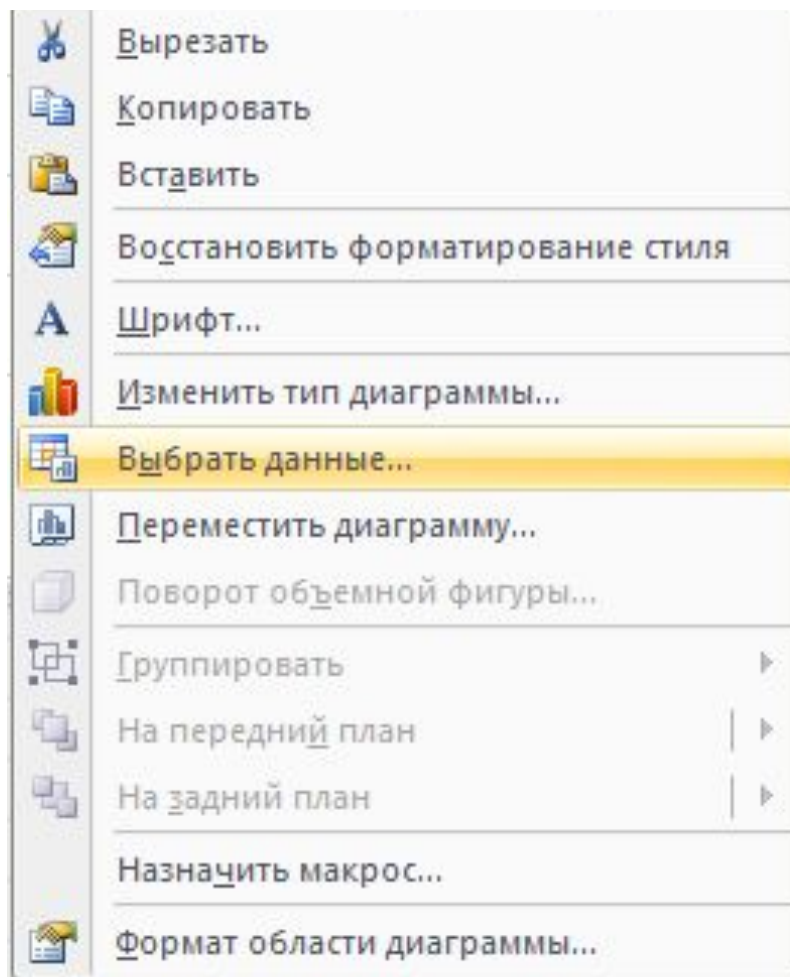 Вырезать
Копировать
Вставить
Восстановить форматирование стиля
Шрифт...
Изменить тип диаграммы...
Выбрать данные...
Переместить диаграмму...
Поворот объемной фигуры...
Группировать
На передний план
На задний план
Назначить макрос...
Формат области диаграммы...